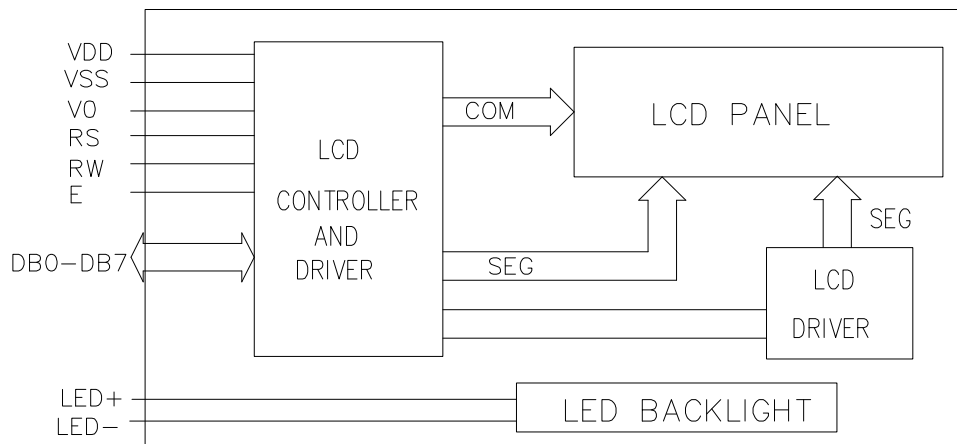 VDD
VSS
VO
RS
RW
E
DB0-DB7
LED+
LED-
LCD
CONTROLLER
AND
DRIVER
COM
SEG
LCD PANEL
SEG
LCD
DRIVER
LED BACKLIGHT